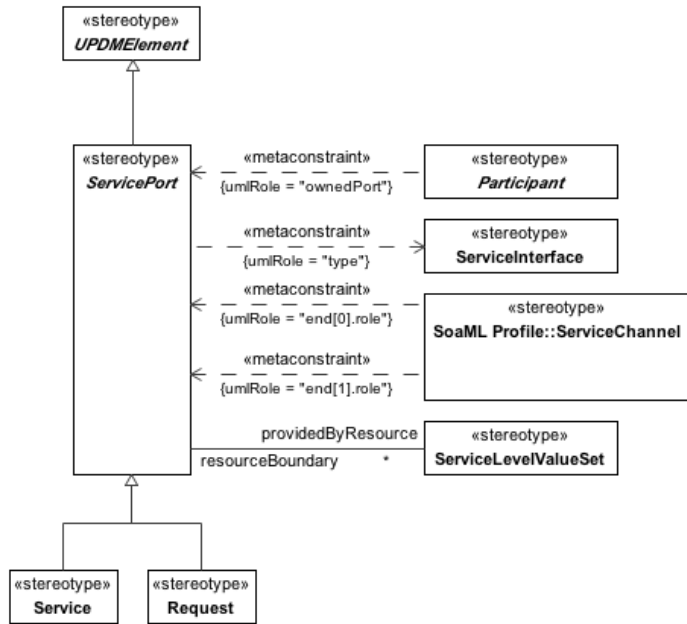 «stereotype»
UPDMElement
«stereotype»
ServicePort
«metaconstraint»
{umlRole = "ownedPort"}
«stereotype»
Participant
«metaconstraint»
{umlRole = "type"}
«stereotype»
ServiceInterface
«metaconstraint»
{umlRole = "end[0].role"}
«metaconstraint»
{umlRole = "end[1].role"}
«stereotype»
SoaML Profile::ServiceChannel
providedByResource
resourceBoundary *
«stereotype»
ServiceLevelValueSet
«stereotype»
Service
«stereotype»
Request